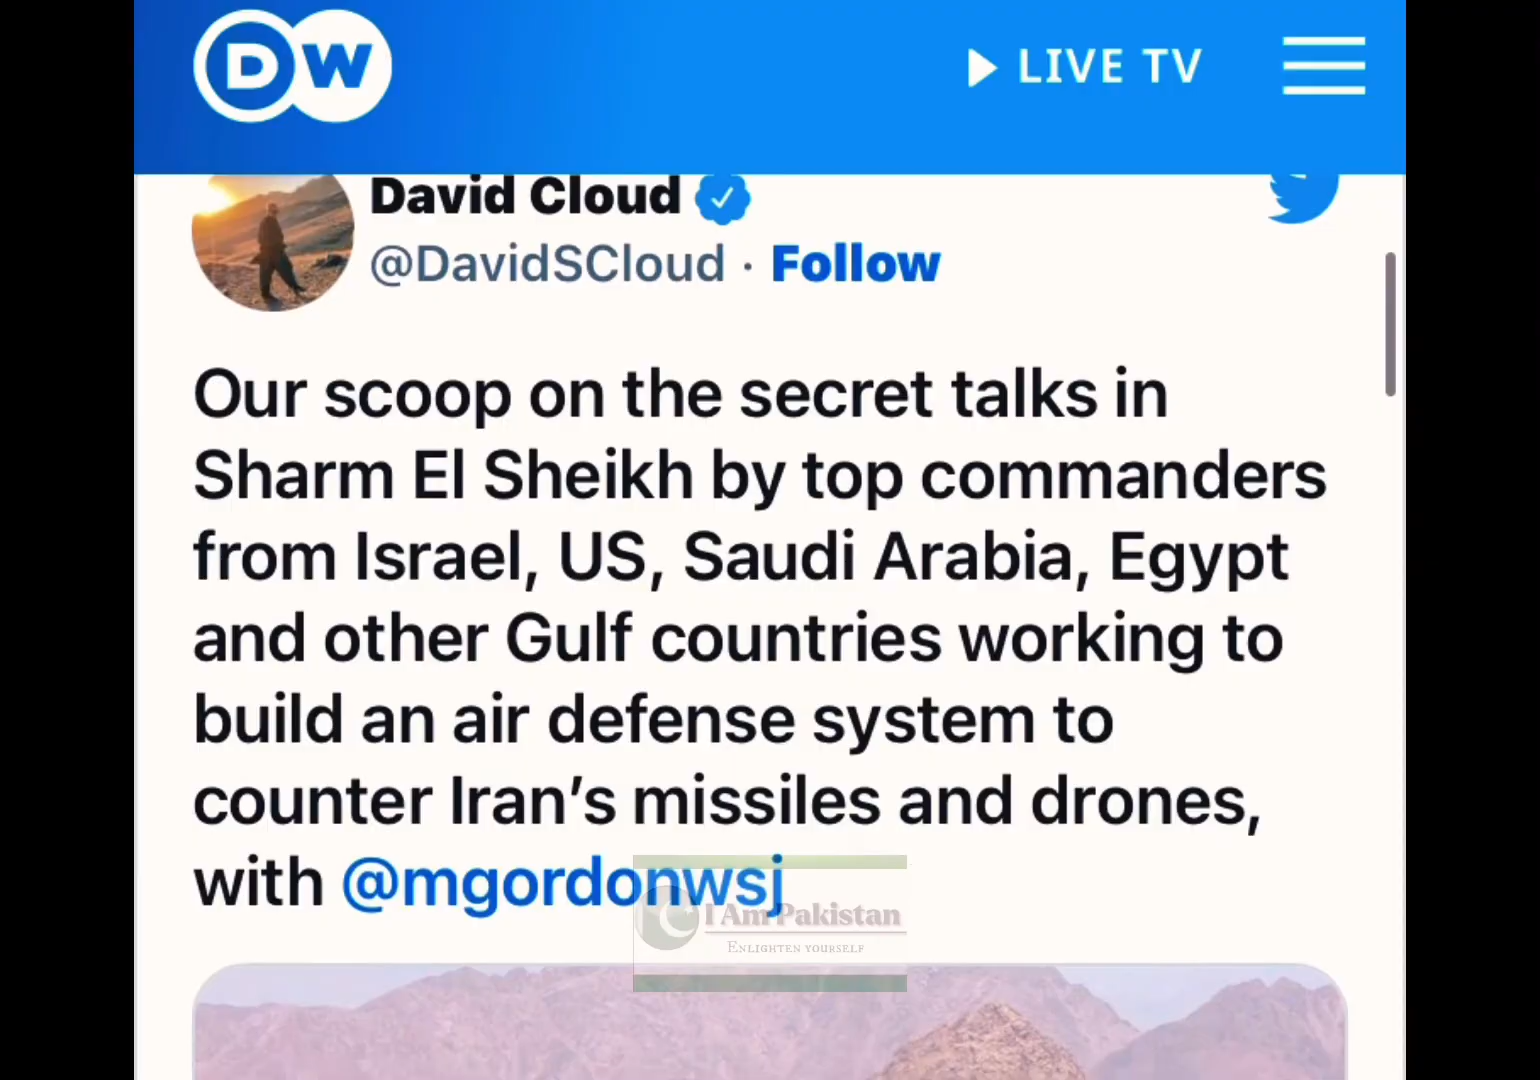 DW
LIVE TV
David Cloud
@DavidSCloud · Follow
Our scoop on the secret talks in
Sharm El Sheikh by top commanders
from Israel, US, Saudi Arabia, Egypt
and other Gulf countries working to
build an air defense system to
counter Iran’s missiles and drones,
with @mgordonwsj
I Am Pakistan
ENLIGHTEN YOURSELF